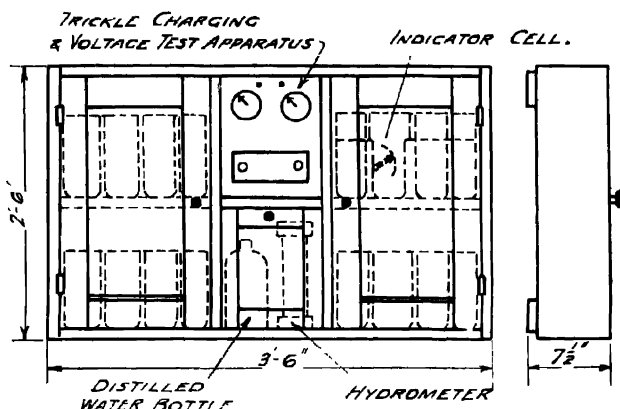 TRICKLE CHARGING
& VOLTAGE TEST APPARATUS
INDICATOR CELL.
2'-6"
3'-6"
7½"
DISTILLED
WATER BOTTLE
HYDROMETER